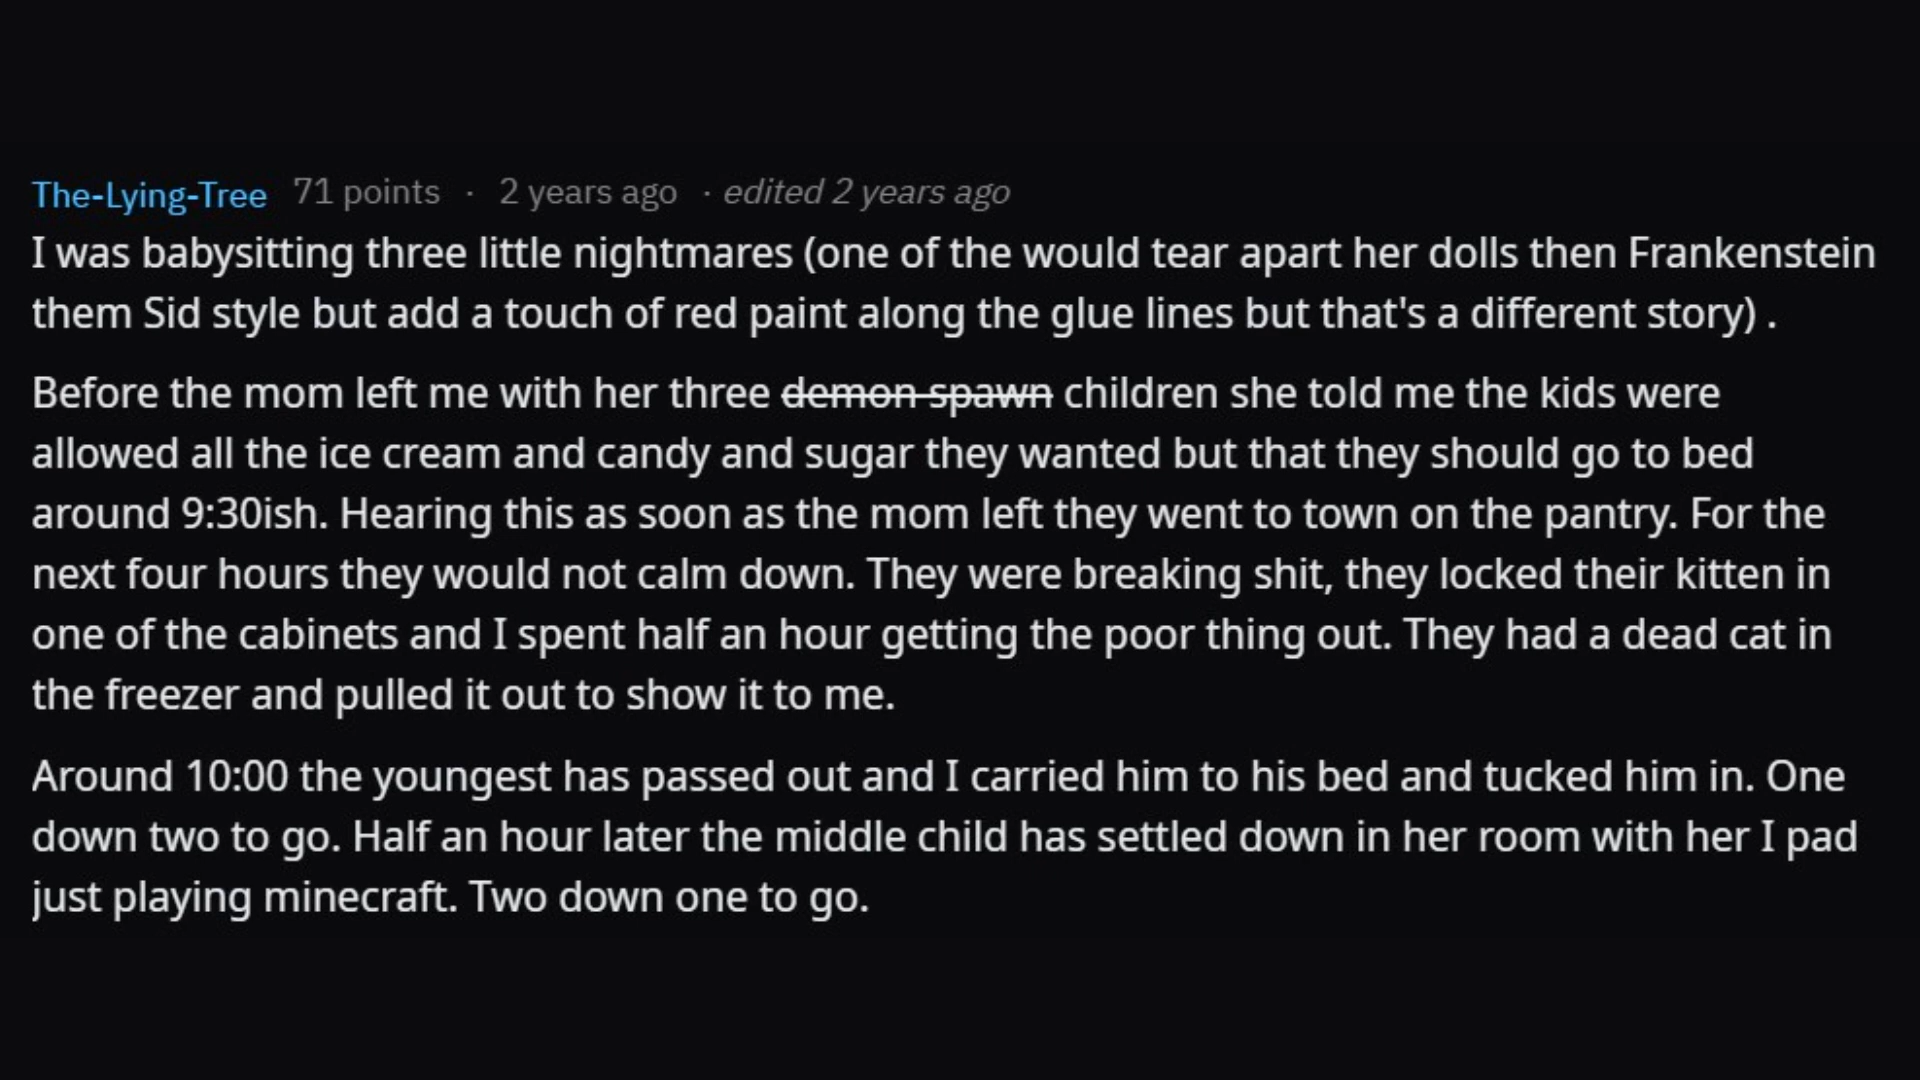 The-Lying-Tree 71 points · 2 years ago · edited 2 years ago
I was babysitting three little nightmares (one of the would tear apart her dolls then Frankenstein
them Sid style but add a touch of red paint along the glue lines but that's a different story) .
Before the mom left me with her three demon spawn children she told me the kids were
allowed all the ice cream and candy and sugar they wanted but that they should go to bed
around 9:30ish. Hearing this as soon as the mom left they went to town on the pantry. For the
next four hours they would not calm down. They were breaking shit, they locked their kitten in
one of the cabinets and I spent half an hour getting the poor thing out. They had a dead cat in
the freezer and pulled it out to show it to me.
Around 10:00 the youngest has passed out and I carried him to his bed and tucked him in. One
down two to go. Half an hour later the middle child has settled down in her room with her I pad
just playing minecraft. Two down one to go.